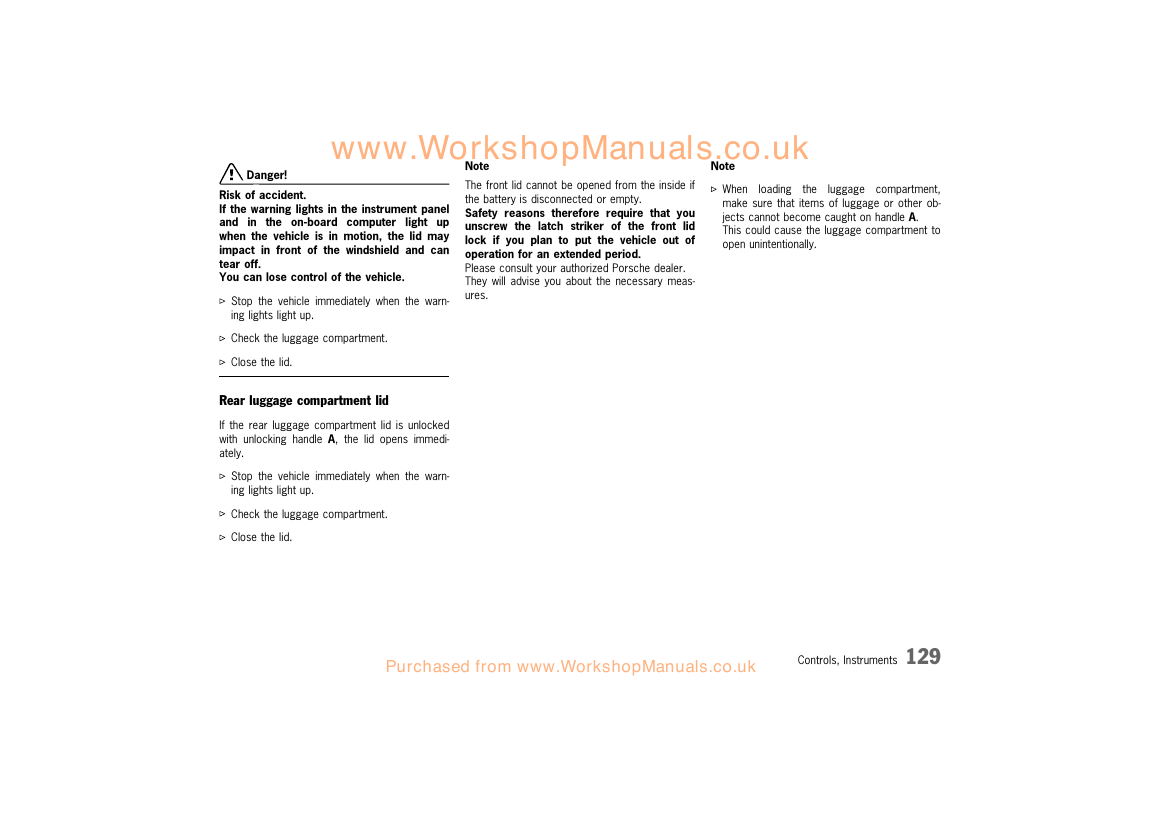 www.WorkshopManuals.co.uk
Danger!
Risk of accident.
If the warning lights in the instrument panel
and in the on-board computer light up
when the vehicle is in motion, the lid may
impact in front of the windshield and can
tear off.
You can lose control of the vehicle.
▷ Stop the vehicle immediately when the warn-
ing lights light up.
▷ Check the luggage compartment.
▷ Close the lid.
Rear luggage compartment lid
If the rear luggage compartment lid is unlocked
with unlocking handle A, the lid opens immedi-
ately.
▷ Stop the vehicle immediately when the warn-
ing lights light up.
▷ Check the luggage compartment.
▷ Close the lid.
Note
The front lid cannot be opened from the inside if
the battery is disconnected or empty.
Safety reasons therefore require that you
unscrew the latch striker of the front lid
lock if you plan to put the vehicle out of
operation for an extended period.
Please consult your authorized Porsche dealer.
They will advise you about the necessary meas-
ures.
Note
▷ When loading the luggage compartment,
make sure that items of luggage or other ob-
jects cannot become caught on handle A.
This could cause the luggage compartment to
open unintentionally.
Controls, Instruments 129
Purchased from www.WorkshopManuals.co.uk